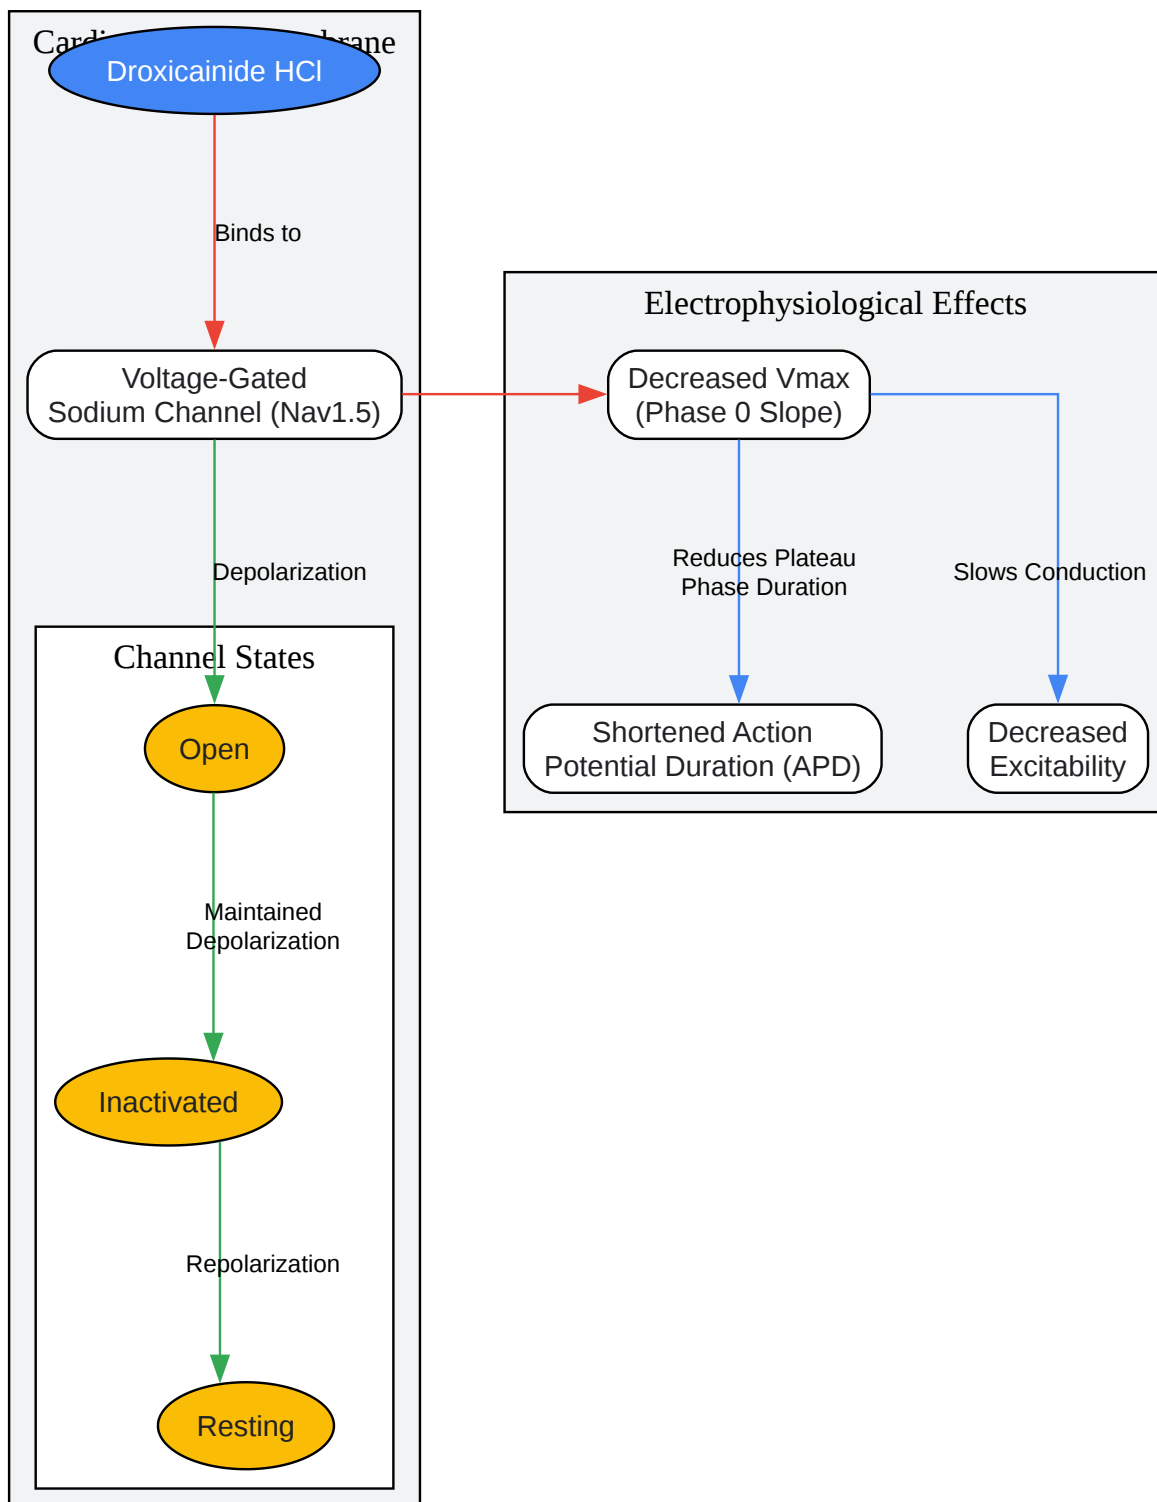 Droxicainide HCl
Binds to
Voltage-Gated
Sodium Channel (Nav1.5)
Depolarization
Channel States
Open
Maintained
Depolarization
Inactivated
Repolarization
Resting
Electrophysiological Effects
Decreased Vmax
(Phase 0 Slope)
Reduces Plateau
Phase Duration
Slows Conduction
Shortened Action
Potential Duration (APD)
Decreased
Excitability